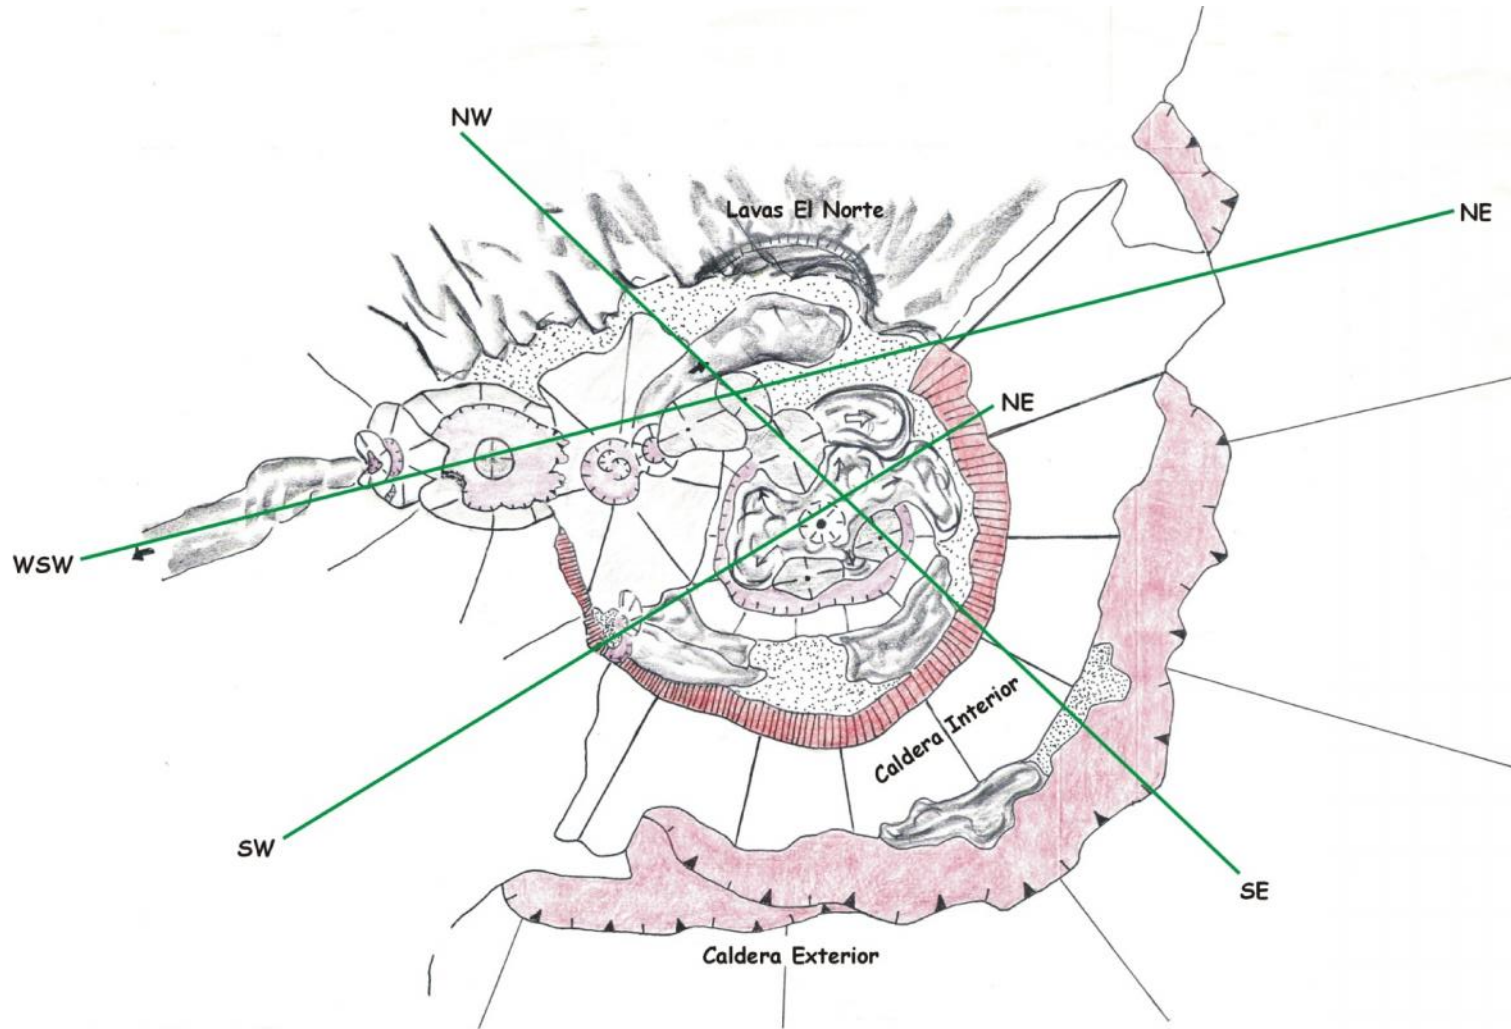 NW
Lavas El Norte
NE
NE
WSW
Caldera Interior
SW
SE
Caldera Exterior